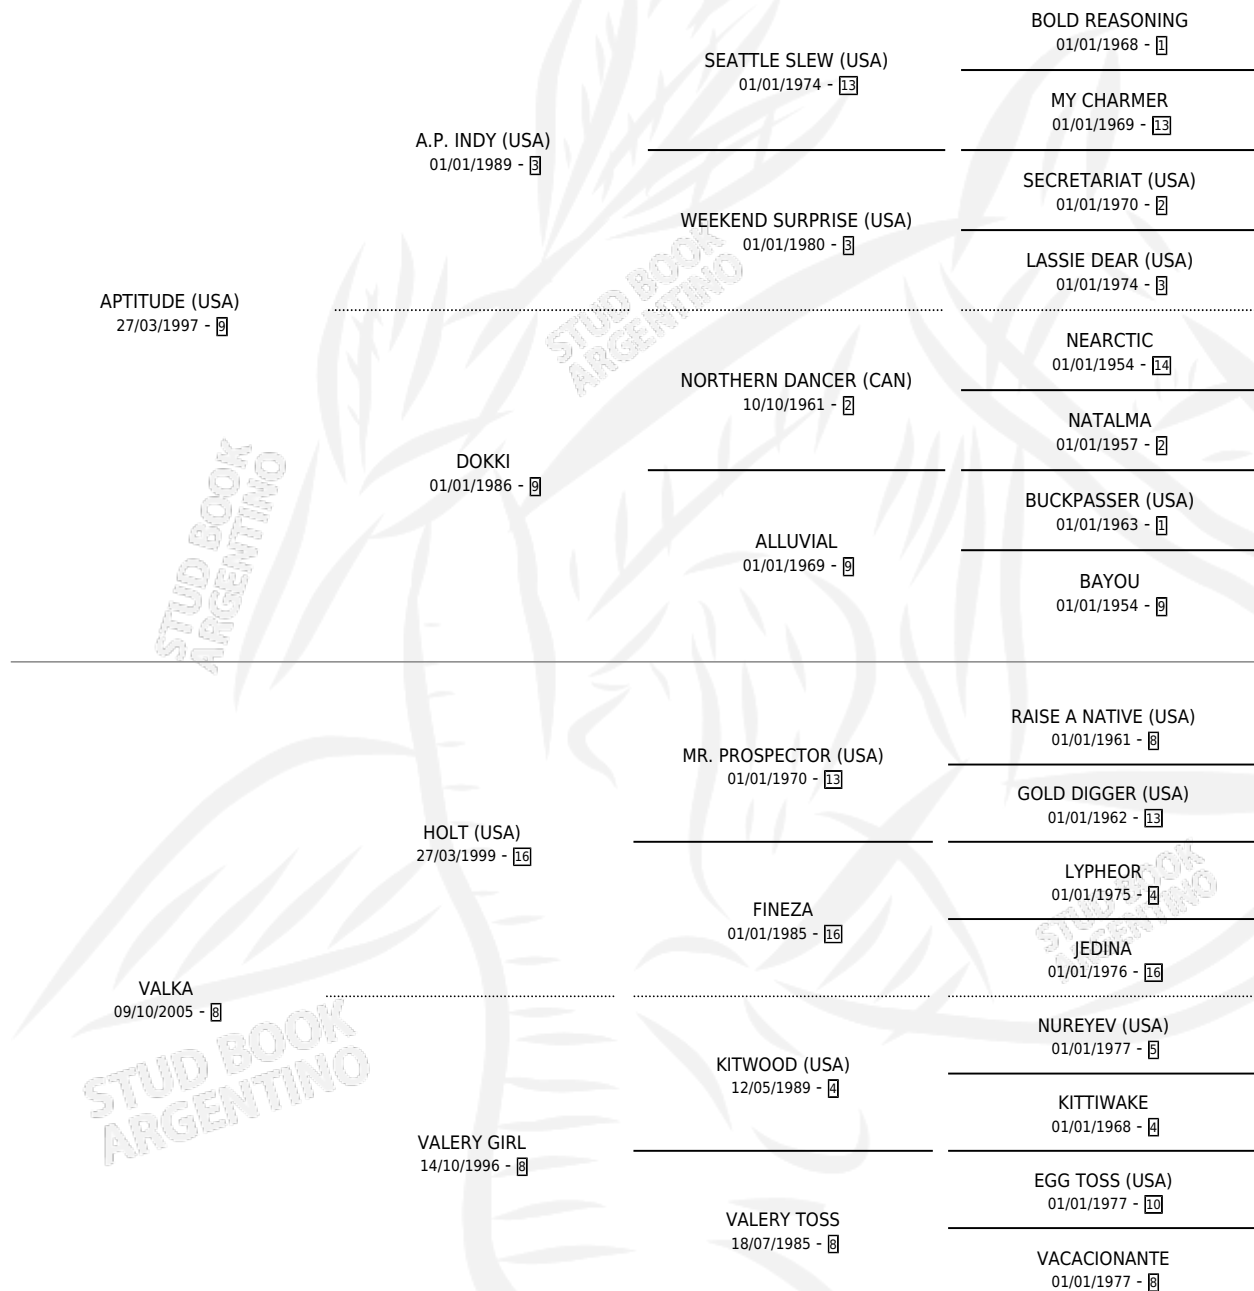 BOLD REASONING
01/01/1968 - 1
SEATTLE SLEW (USA)
01/01/1974 - 13
MY CHARMER
01/01/1969 - 13
A.P. INDY (USA)
01/01/1989 - 3
SECRETARIAT (USA)
01/01/1970 - 2
WEEKEND SURPRISE (USA)
01/01/1980 - 3
LASSIE DEAR (USA)
01/01/1974 - 3
APTITUDE (USA)
27/03/1997 - 9
NEARCTIC
01/01/1954 - 14
NORTHERN DANCER (CAN)
10/10/1961 - 2
NATALMA
01/01/1957 - 2
DOKKI
01/01/1986 - 9
BUCKPASSER (USA)
01/01/1963 - 1
ALLUVIAL
01/01/1969 - 9
BAYOU
01/01/1954 - 9
STUD BOOK
ARGENTINO
STUD BOOK
ARGENTINO
RAISE A NATIVE (USA)
01/01/1961 - 8
MR. PROSPECTOR (USA)
01/01/1970 - 13
GOLD DIGGER (USA)
01/01/1962 - 13
HOLT (USA)
27/03/1999 - 16
LYPHEOR
01/01/1975 - 4
FINEZA
01/01/1985 - 16
JEDINA
01/01/1976 - 16
STUD BOOK
ARGENTINO
VALKA
09/10/2005 - 8
NUREYEV (USA)
01/01/1977 - 5
KITWOOD (USA)
12/05/1989 - 4
KITTIWAKE
01/01/1968 - 4
STUD BOOK
ARGENTINO
VALERY GIRL
14/10/1996 - 8
EGG TOSS (USA)
01/01/1977 - 10
VALERY TOSS
18/07/1985 - 8
VACACIONANTE
01/01/1977 - 8